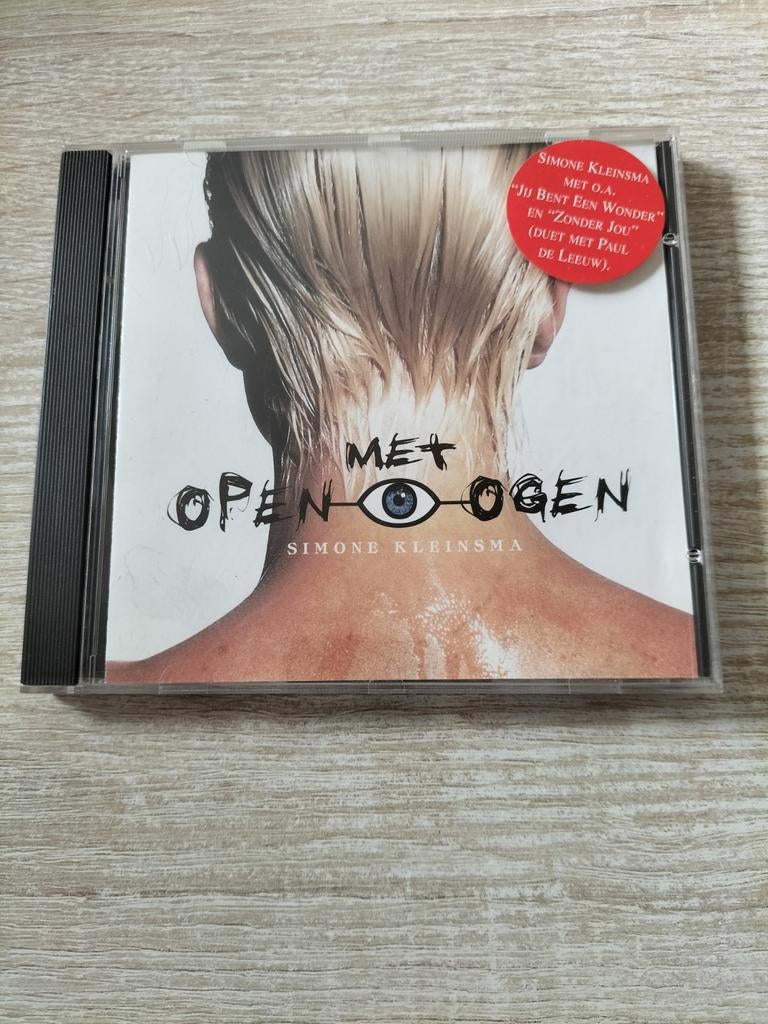 SIMONE KLEINSMA
MET O.A.
"JIJ BENT EEN WONDER"
EN "ZONDER JOU"
(DUET MET PAUL
DE LEEUW).
MET
OPEN OGEN
SIMONE KLEINSMA